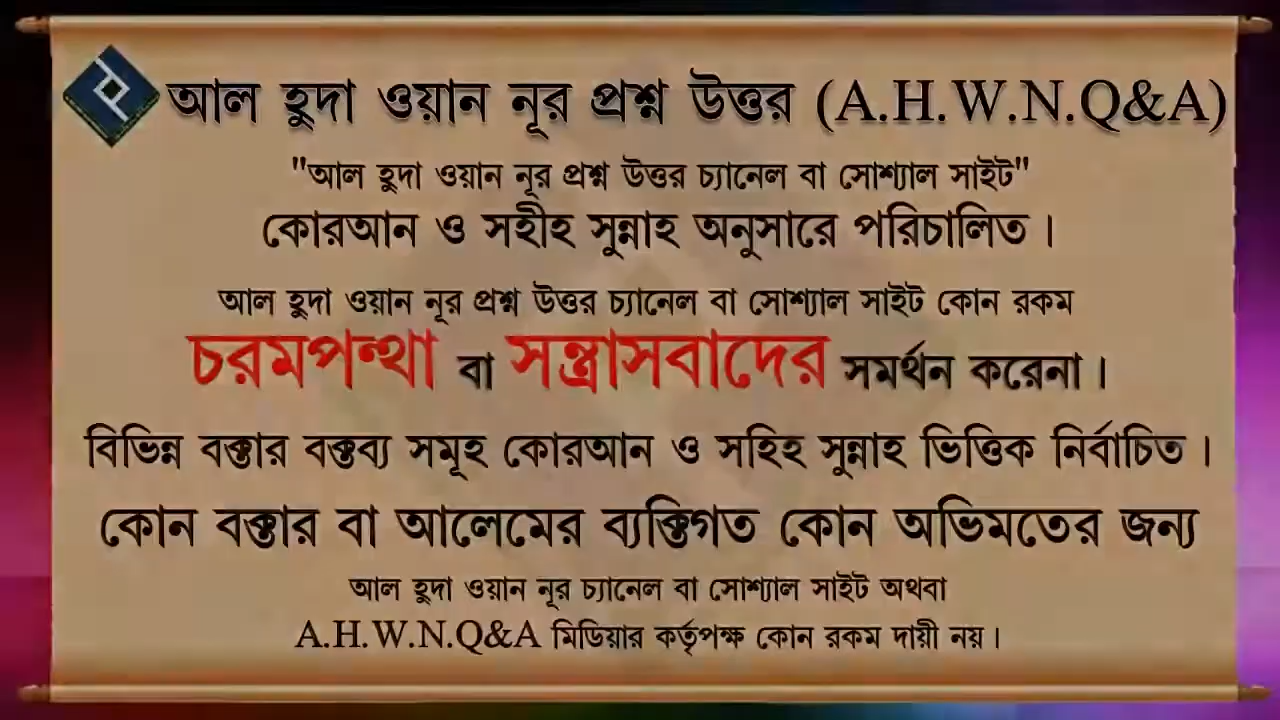 আল হুদা ওয়ান নূর প্রশ্ন উত্তর (A.H.W.N.Q&A)
"আল হুদা ওয়ান নূর প্রশ্ন উত্তর চ্যানেল বা সোশ্যাল সাইট"
কোরআন ও সহীহ সুন্নাহ অনুসারে পরিচালিত।
আল হুদা ওয়ান নূর প্রশ্ন উত্তর চ্যানেল বা সোশ্যাল সাইট কোন রকম
চরমপন্থা বা সন্ত্রাসবাদের সমর্থন করেনা।
বিভিন্ন বক্তার বক্তব্য সমূহ কোরআন ও সহিহ সুন্নাহ ভিত্তিক নির্বাচিত।
কোন বক্তার বা আলেমের ব্যক্তিগত কোন অভিমতের জন্য
আল হুদা ওয়ান নূর চ্যানেল বা সোশ্যাল সাইট অথবা
A.H.W.N.Q&A মিডিয়ার কর্তৃপক্ষ কোন রকম দায়ী নয়।